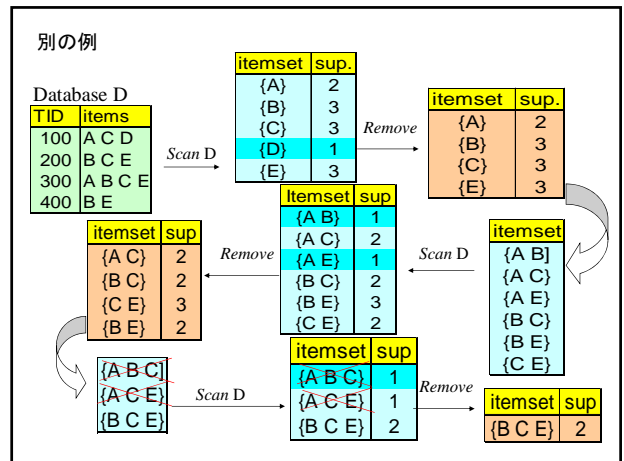 別の例
Database D
TID items
100 A C D
200 B C E
300 A B C E
400 B E
Scan D
itemset sup.
{A} 2
{B} 3
{C} 3
{D} 1
{E} 3
Remove
itemset sup.
{A} 2
{B} 3
{C} 3
{E} 3
itemset
{A B]
{A C}
{A E}
{B C}
{B E}
{C E}
Scan D
Itemset sup
{A B} 1
{A C} 2
{A E} 1
{B C} 2
{B E} 3
{C E} 2
Remove
itemset sup
{A C} 2
{B C} 2
{C E} 3
{B E} 2
{A B C]
{A C E}
{B C E}
Scan D
itemset sup
{A B C} 1
{A C E} 1
{B C E} 2
Remove
itemset sup
{B C E} 2